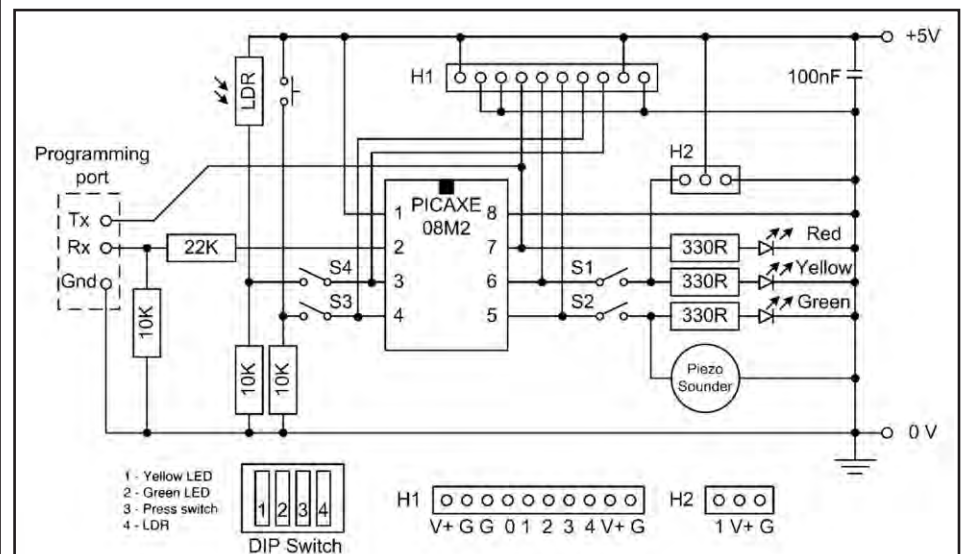 +5V
H1
100nF
LDR
Programming
port
H2
Tx
PICAXE
08M2
1
8
Rx
22K
2
7
330R
Red
Gnd
S4
3
6
S1
330R
Yellow
S3
4
5
S2
330R
Green
10K
10K
10K
Piezo
Sounder
0 V
1 - Yellow LED
2 - Green LED
3 - Press switch
4 - LDR
1 2 3 4
DIP Switch
H1
V+ G G 0 1 2 3 4 V+ G
H2
1 V+ G